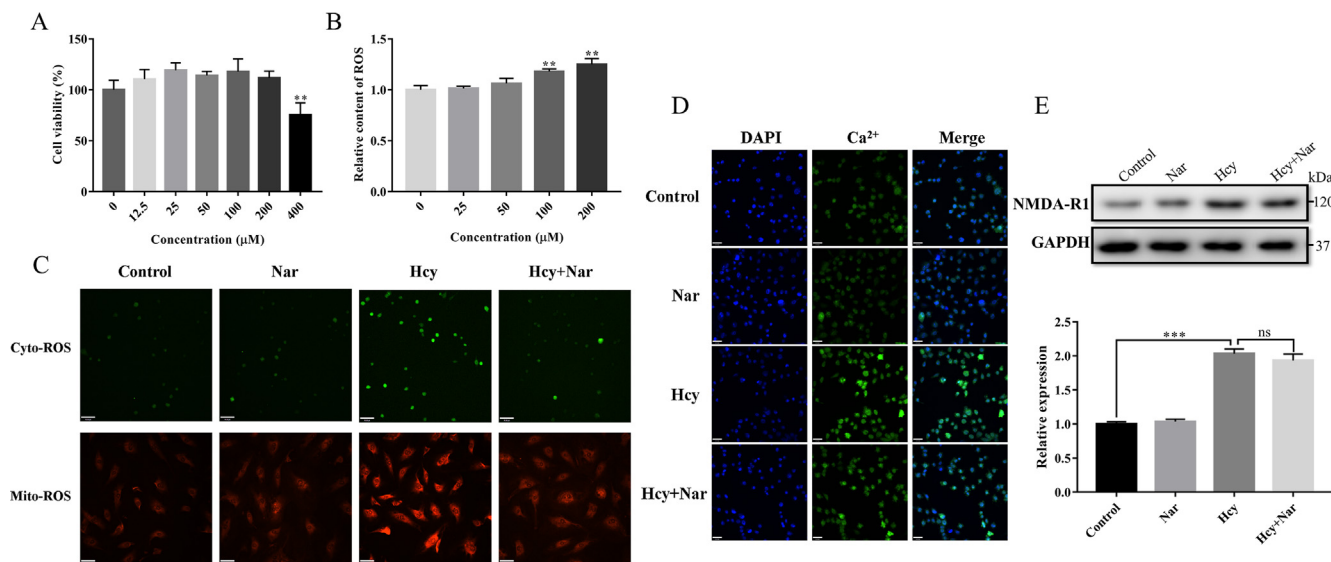 A
Cell viability (%)
150
100
50
0
**
0 12.5 25 50 100 200 400
Concentration (μM)
B
Relative content of ROS
1.5
1.0
0.5
0.0
** **
0 25 50 100 200
Concentration (μM)
C
Control Nar Hcy Hcy+Nar
Cyto-ROS
Mito-ROS
D
DAPI Ca²⁺ Merge
Control
Nar
Hcy
Hcy+Nar
E
Control Nar Hcy Hcy+Nar kDa
NMDA-R1 120
GAPDH 37
Relative expression
2.5
2.0
1.5
1.0
0.5
0.0
*** ns
Control Nar Hcy Hcy+Nar